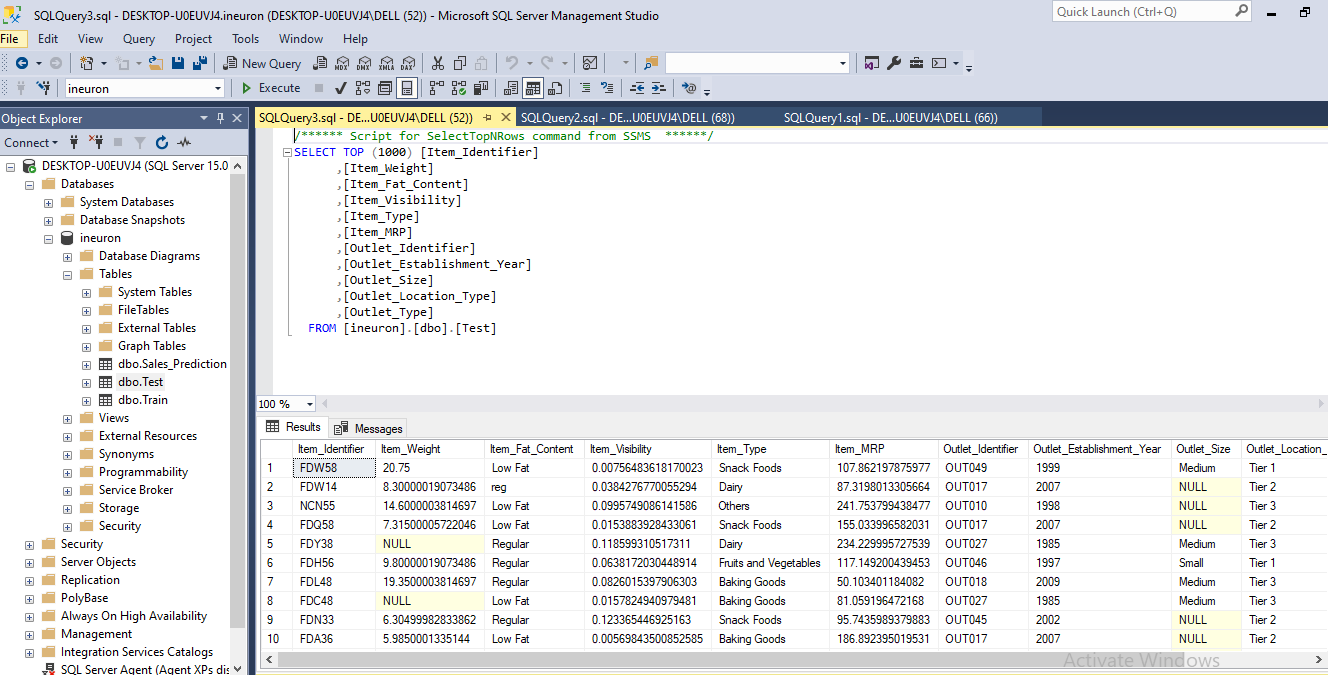 SQLQuery3.sql - DESKTOP-U0EUVJ4.ineuron (DESKTOP-U0EUVJ4\DELL (52)) - Microsoft SQL Server Management Studio
Quick Launch (Ctrl+Q)
File Edit View Query Project Tools Window Help
New Query MDX DMX XMLA DAX
ineuron Execute
Object Explorer
Connect
DESKTOP-U0EUVJ4 (SQL Server 15.0
Databases
System Databases
Database Snapshots
ineuron
Database Diagrams
Tables
System Tables
FileTables
External Tables
Graph Tables
dbo.Sales_Prediction
dbo.Test
dbo.Train
Views
External Resources
Synonyms
Programmability
Service Broker
Storage
Security
Security
Server Objects
Replication
PolyBase
Always On High Availability
Management
Integration Services Catalogs
SQL Server Agent (Agent XPs dis
SQLQuery3.sql - DE...U0EUVJ4\DELL (52)) SQLQuery2.sql - DE...U0EUVJ4\DELL (68)) SQLQuery1.sql - DE...U0EUVJ4\DELL (66))
/****** Script for SelectTopNRows command from SSMS ******/
SELECT TOP (1000) [Item_Identifier]
,[Item_Weight]
,[Item_Fat_Content]
,[Item_Visibility]
,[Item_Type]
,[Item_MRP]
,[Outlet_Identifier]
,[Outlet_Establishment_Year]
,[Outlet_Size]
,[Outlet_Location_Type]
,[Outlet_Type]
FROM [ineuron].[dbo].[Test]
100 %
Results Messages
Item_Identifier Item_Weight Item_Fat_Content Item_Visibility Item_Type Item_MRP Outlet_Identifier Outlet_Establishment_Year Outlet_Size Outlet_Location_
1 FDW58 20.75 Low Fat 0.00756483618170023 Snack Foods 107.862197875977 OUT049 1999 Medium Tier 1
2 FDW14 8.30000019073486 reg 0.0384276770055294 Dairy 87.3198013305664 OUT017 2007 NULL Tier 2
3 NCN55 14.6000003814697 Low Fat 0.0995749086141586 Others 241.753799438477 OUT010 1998 NULL Tier 3
4 FDQ58 7.31500005722046 Low Fat 0.0153883928433061 Snack Foods 155.033996582031 OUT017 2007 NULL Tier 2
5 FDY38 NULL Regular 0.118599310517311 Dairy 234.229995727539 OUT027 1985 Medium Tier 3
6 FDH56 9.80000019073486 Regular 0.0638172030448914 Fruits and Vegetables 117.149200439453 OUT046 1997 Small Tier 1
7 FDL48 19.3500003814697 Regular 0.0826015397906303 Baking Goods 50.103401184082 OUT018 2009 Medium Tier 3
8 FDC48 NULL Low Fat 0.0157824940979481 Baking Goods 81.059196472168 OUT027 1985 Medium Tier 3
9 FDN33 6.30499982833862 Regular 0.123365446925163 Snack Foods 95.7435989379883 OUT045 2002 NULL Tier 2
10 FDA36 5.9850001335144 Low Fat 0.00569843500852585 Baking Goods 186.892395019531 OUT017 2007 NULL Tier 2
Activate Windows